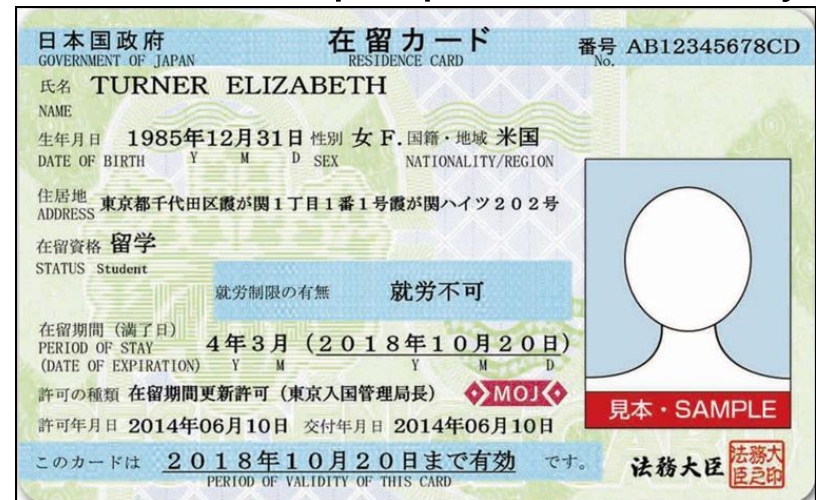 日本国政府 在留カード 番号 AB12345678CD
GOVERNMENT OF JAPAN RESIDENCE CARD No.
氏名 TURNER ELIZABETH
NAME
生年月日 1985年12月31日 性別 女 F. 国籍・地域 米国
DATE OF BIRTH Y M D SEX NATIONALITY/REGION
住居地 東京都千代田区霞が関1丁目1番1号霞が関ハイツ202号
ADDRESS
在留資格 留学
STATUS Student
就労制限の有無 就労不可
在留期間(満了日)
PERIOD OF STAY 4年3月(2018年10月20日)
(DATE OF EXPIRATION) Y M Y M D
許可の種類 在留期間更新許可(東京入国管理局長) MOJ
見本・SAMPLE
許可年月日 2014年06月10日 交付年月日 2014年06月10日
このカードは 2018年10月20日まで有効 です。
PERIOD OF VALIDITY OF THIS CARD
法務大臣 法務大臣之印